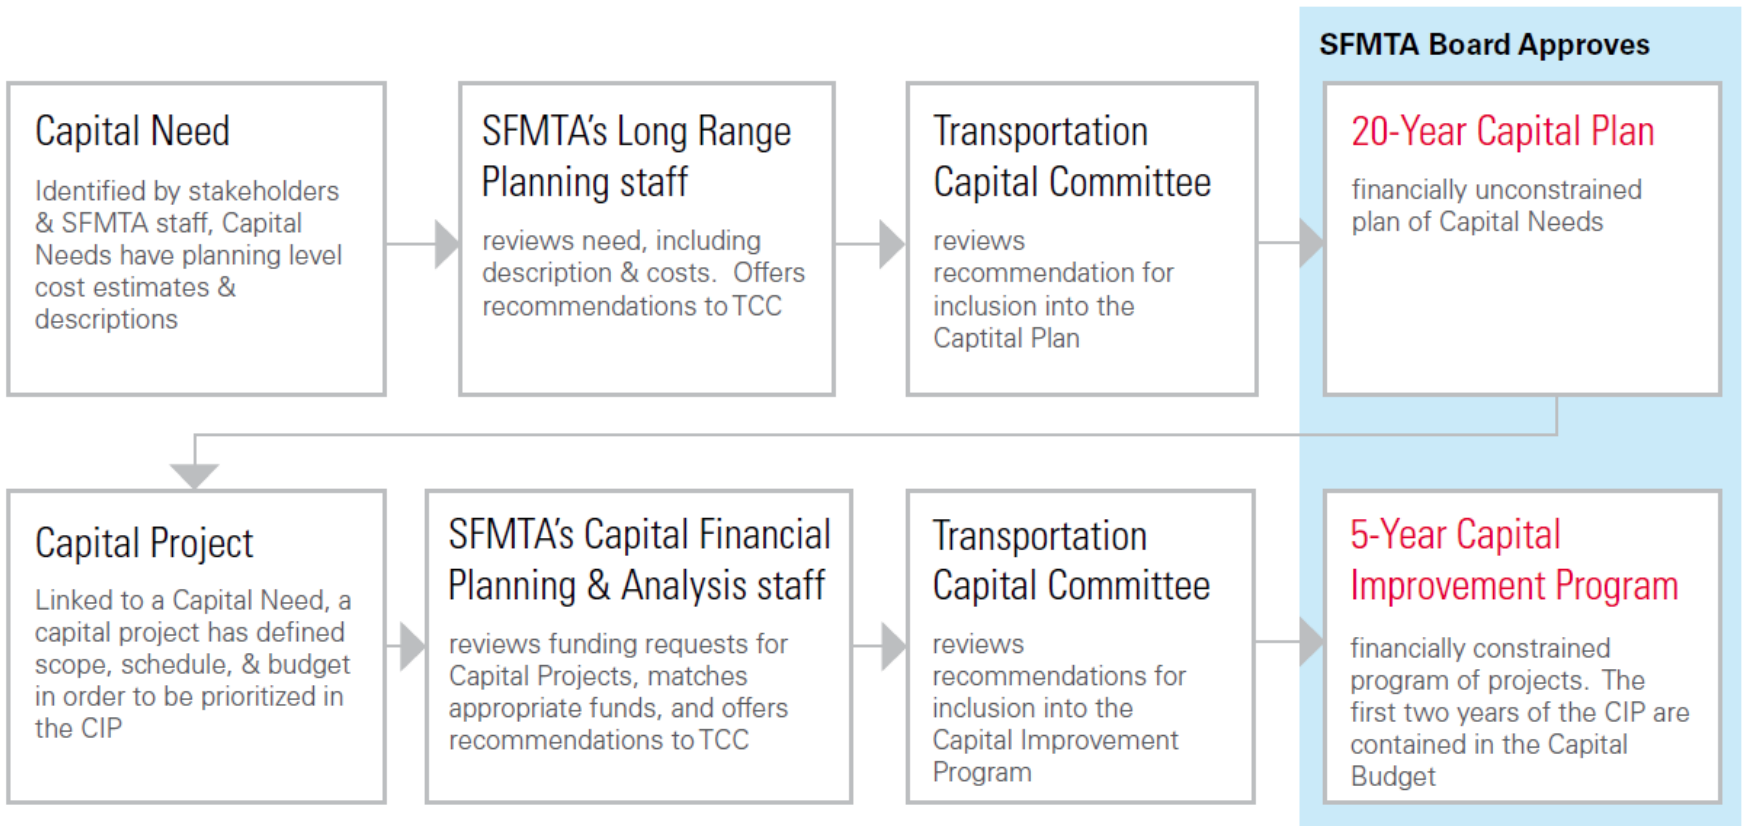 SFMTA Board Approves
Capital Need
Identified by stakeholders
& SFMTA staff, Capital
Needs have planning level
cost estimates &
descriptions
SFMTA's Long Range
Planning staff
reviews need, including
description & costs.  Offers
recommendations to TCC
Transportation
Capital Committee
reviews
recommendation for
inclusion into the
Captital Plan
20-Year Capital Plan
financially unconstrained
plan of Capital Needs
Capital Project
Linked to a Capital Need, a
capital project has defined
scope, schedule, & budget
in order to be prioritized in
the CIP
SFMTA's Capital Financial
Planning & Analysis staff
reviews funding requests for
Capital Projects, matches
appropriate funds, and offers
recommendations to TCC
Transportation
Capital Committee
reviews
recommendations for
inclusion into the
Capital Improvement
Program
5-Year Capital
Improvement Program
financially constrained
program of projects.  The
first two years of the CIP are
contained in the Capital
Budget